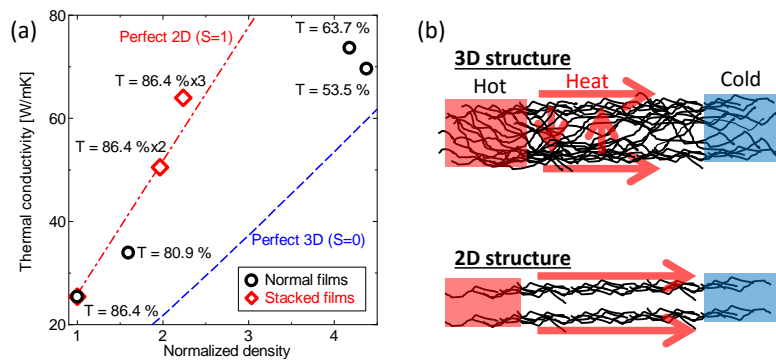 (a)
Thermal conductivity [W/mK]
80
60
40
20
Perfect 2D (S=1)
T = 63.7 %
T = 86.4 %x3
T = 53.5 %
T = 86.4 %x2
Perfect 3D (S=0)
T = 80.9 %
T = 86.4 %
Normal films
Stacked films
1 2 3 4
Normalized density
(b)
3D structure
Hot Heat Cold
2D structure